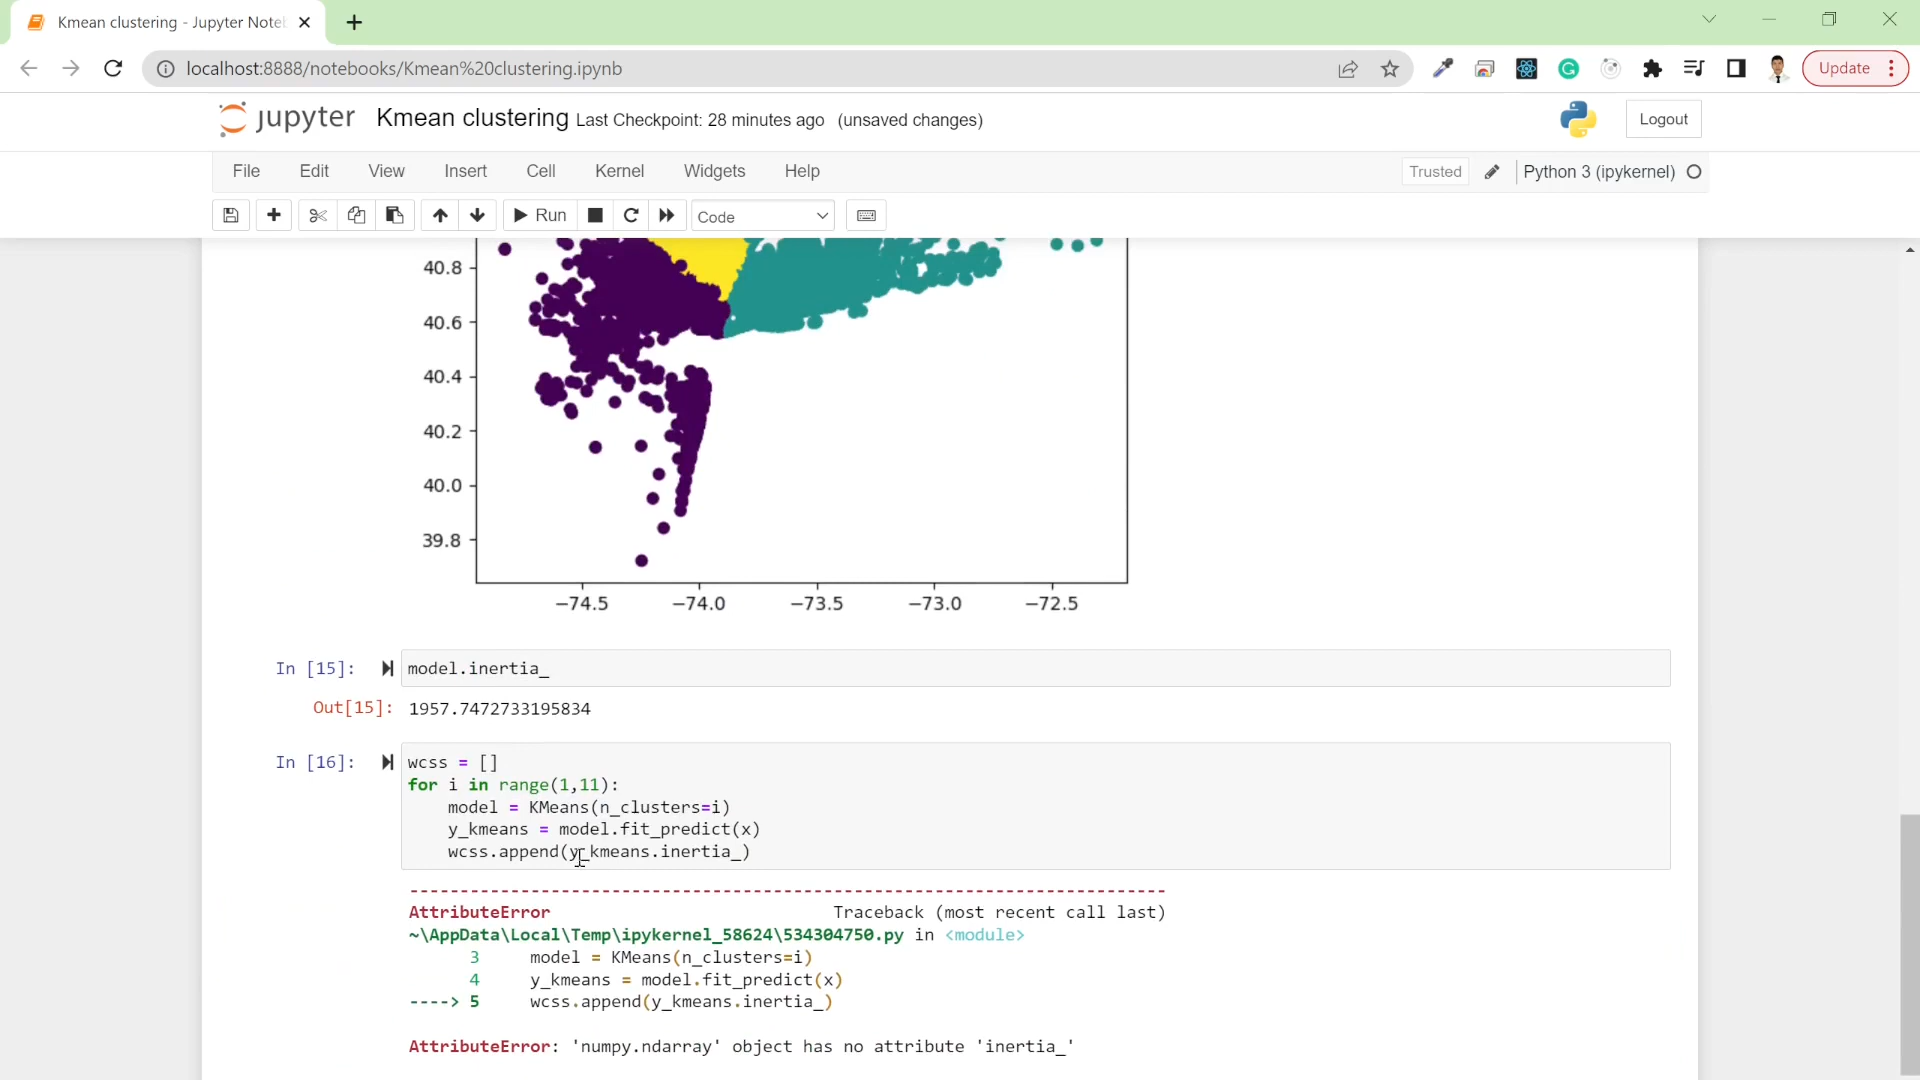 Kmean clustering - Jupyter Note
localhost:8888/notebooks/Kmean%20clustering.ipynb
Update
jupyter Kmean clustering Last Checkpoint: 28 minutes ago (unsaved changes)
Logout
File Edit View Insert Cell Kernel Widgets Help
Trusted
Python 3 (ipykernel)
Run
Code
40.8
40.6
40.4
40.2
40.0
39.8
−74.5 −74.0 −73.5 −73.0 −72.5
In [15]: model.inertia_
Out[15]: 1957.7472733195834
In [16]: wcss = []
for i in range(1,11):
model = KMeans(n_clusters=i)
y_kmeans = model.fit_predict(x)
wcss.append(y_kmeans.inertia_)
---------------------------------------------------------------------------
AttributeError Traceback (most recent call last)
~\AppData\Local\Temp\ipykernel_58624\534304750.py in <module>
3 model = KMeans(n_clusters=i)
4 y_kmeans = model.fit_predict(x)
----> 5 wcss.append(y_kmeans.inertia_)
AttributeError: 'numpy.ndarray' object has no attribute 'inertia_'